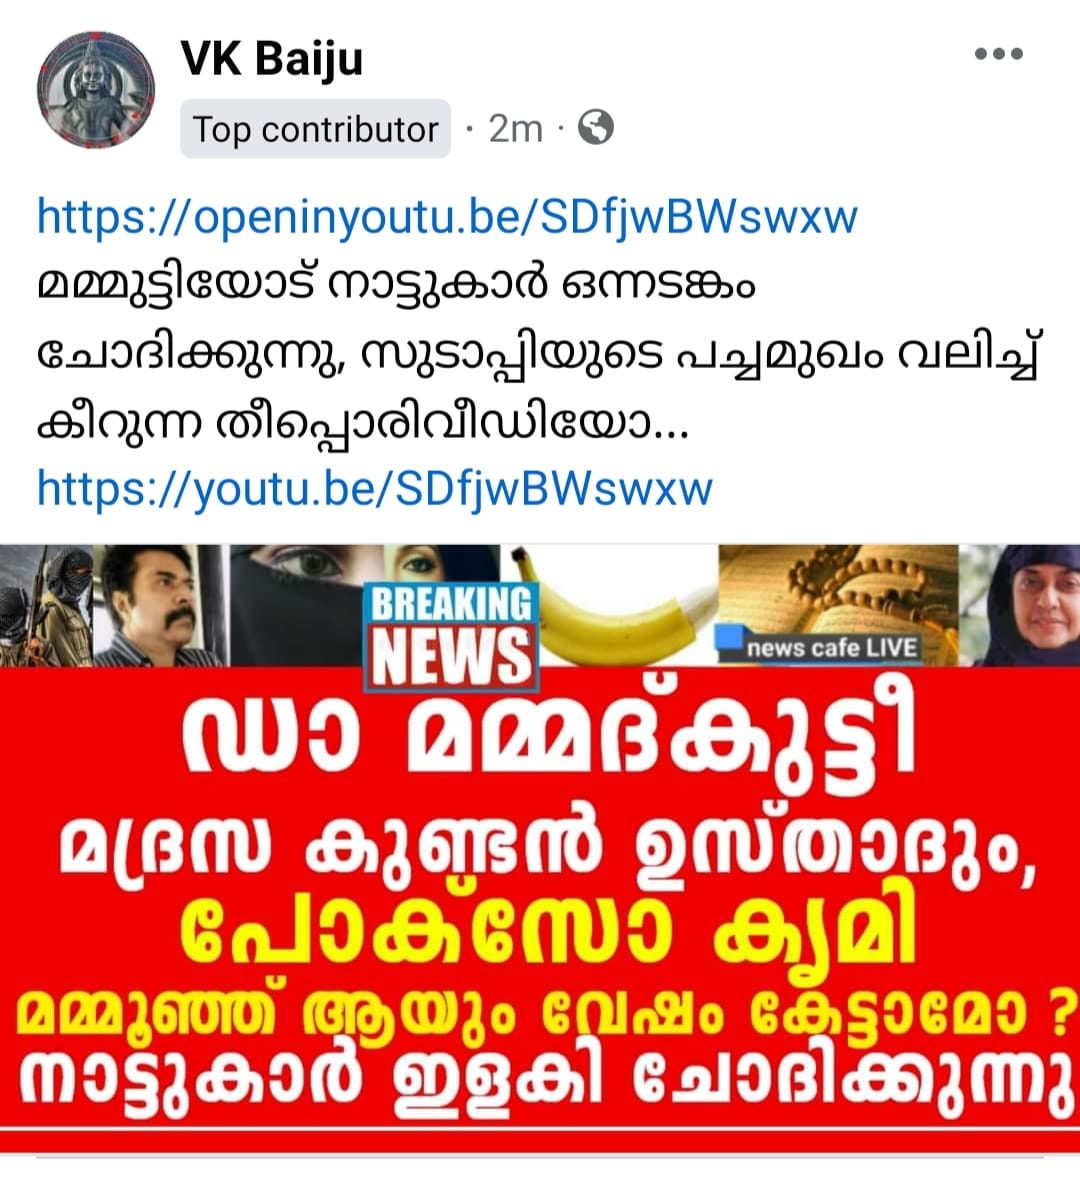 VK Baiju
Top contributor · 2m ·
https://openinyoutu.be/SDfjwBWswxw
മമ്മുട്ടിയോട് നാട്ടുകാർ ഒന്നടങ്കം
ചോദിക്കുന്നു, സുടാപ്പിയുടെ പച്ചമുഖം വലിച്ച്
കീറുന്ന തീപ്പൊരിവീഡിയോ...
https://youtu.be/SDfjwBWswxw
BREAKING
NEWS
news cafe LIVE
ഡാ മമ്മദ്കുട്ടീ
മദ്രസ കുണ്ടൻ ഉസ്താദും,
പോക്സോ കൃമി
മമ്മൂഞ്ഞ് ആയും വേഷം കേട്ടാമോ ?
നാട്ടുകാർ ഇളകി ചോദിക്കുന്നു